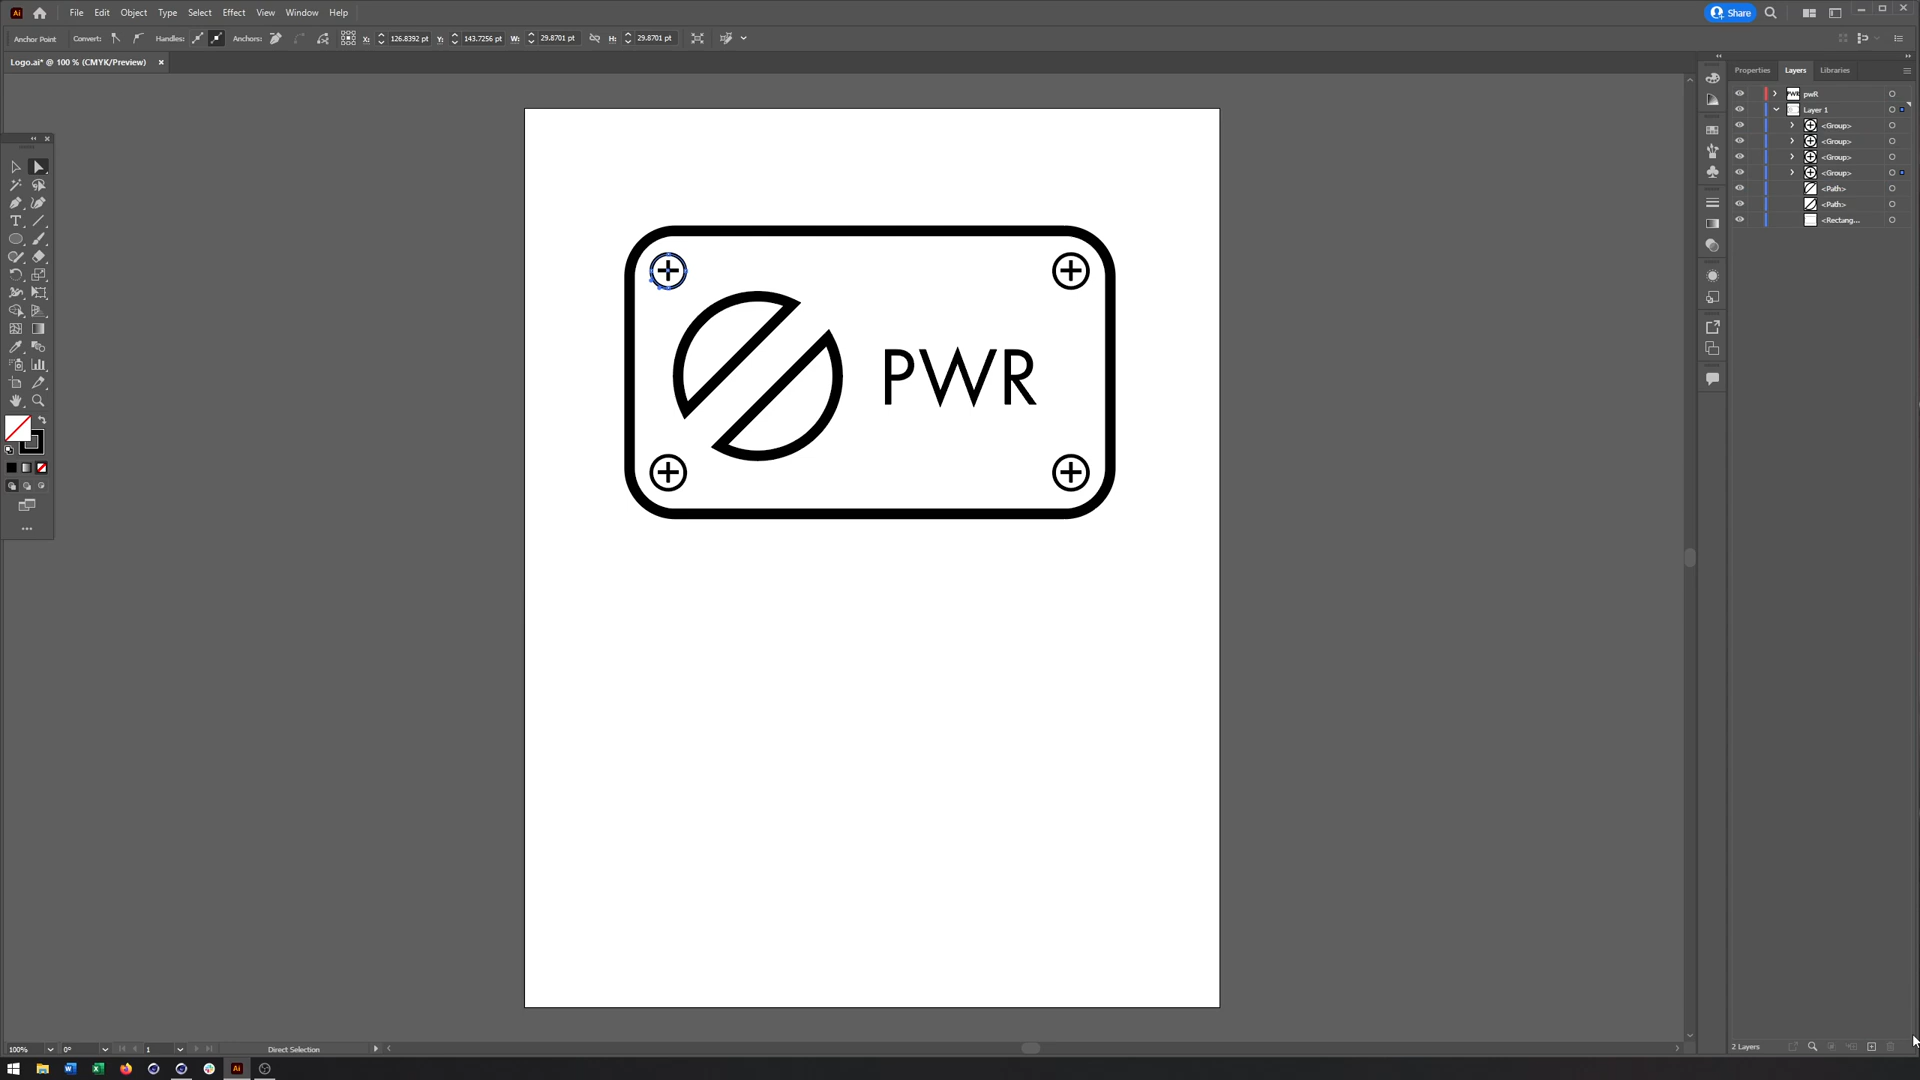 Ai File Edit Object Type Select Effect View Window Help Share
Anchor Point Convert: Handles: Anchors: X: 126.8392 pt Y: 143.7256 pt W: 29.8701 pt H: 29.8701 pt
Logo.ai* @ 100 % (CMYK/Preview) ×
Properties Layers Libraries
pwR
Layer 1
<Group>
<Group>
<Group>
<Group>
<Path>
<Path>
<Rectang...
PWR
2 Layers
100% 0° 1 Direct Selection
Ai